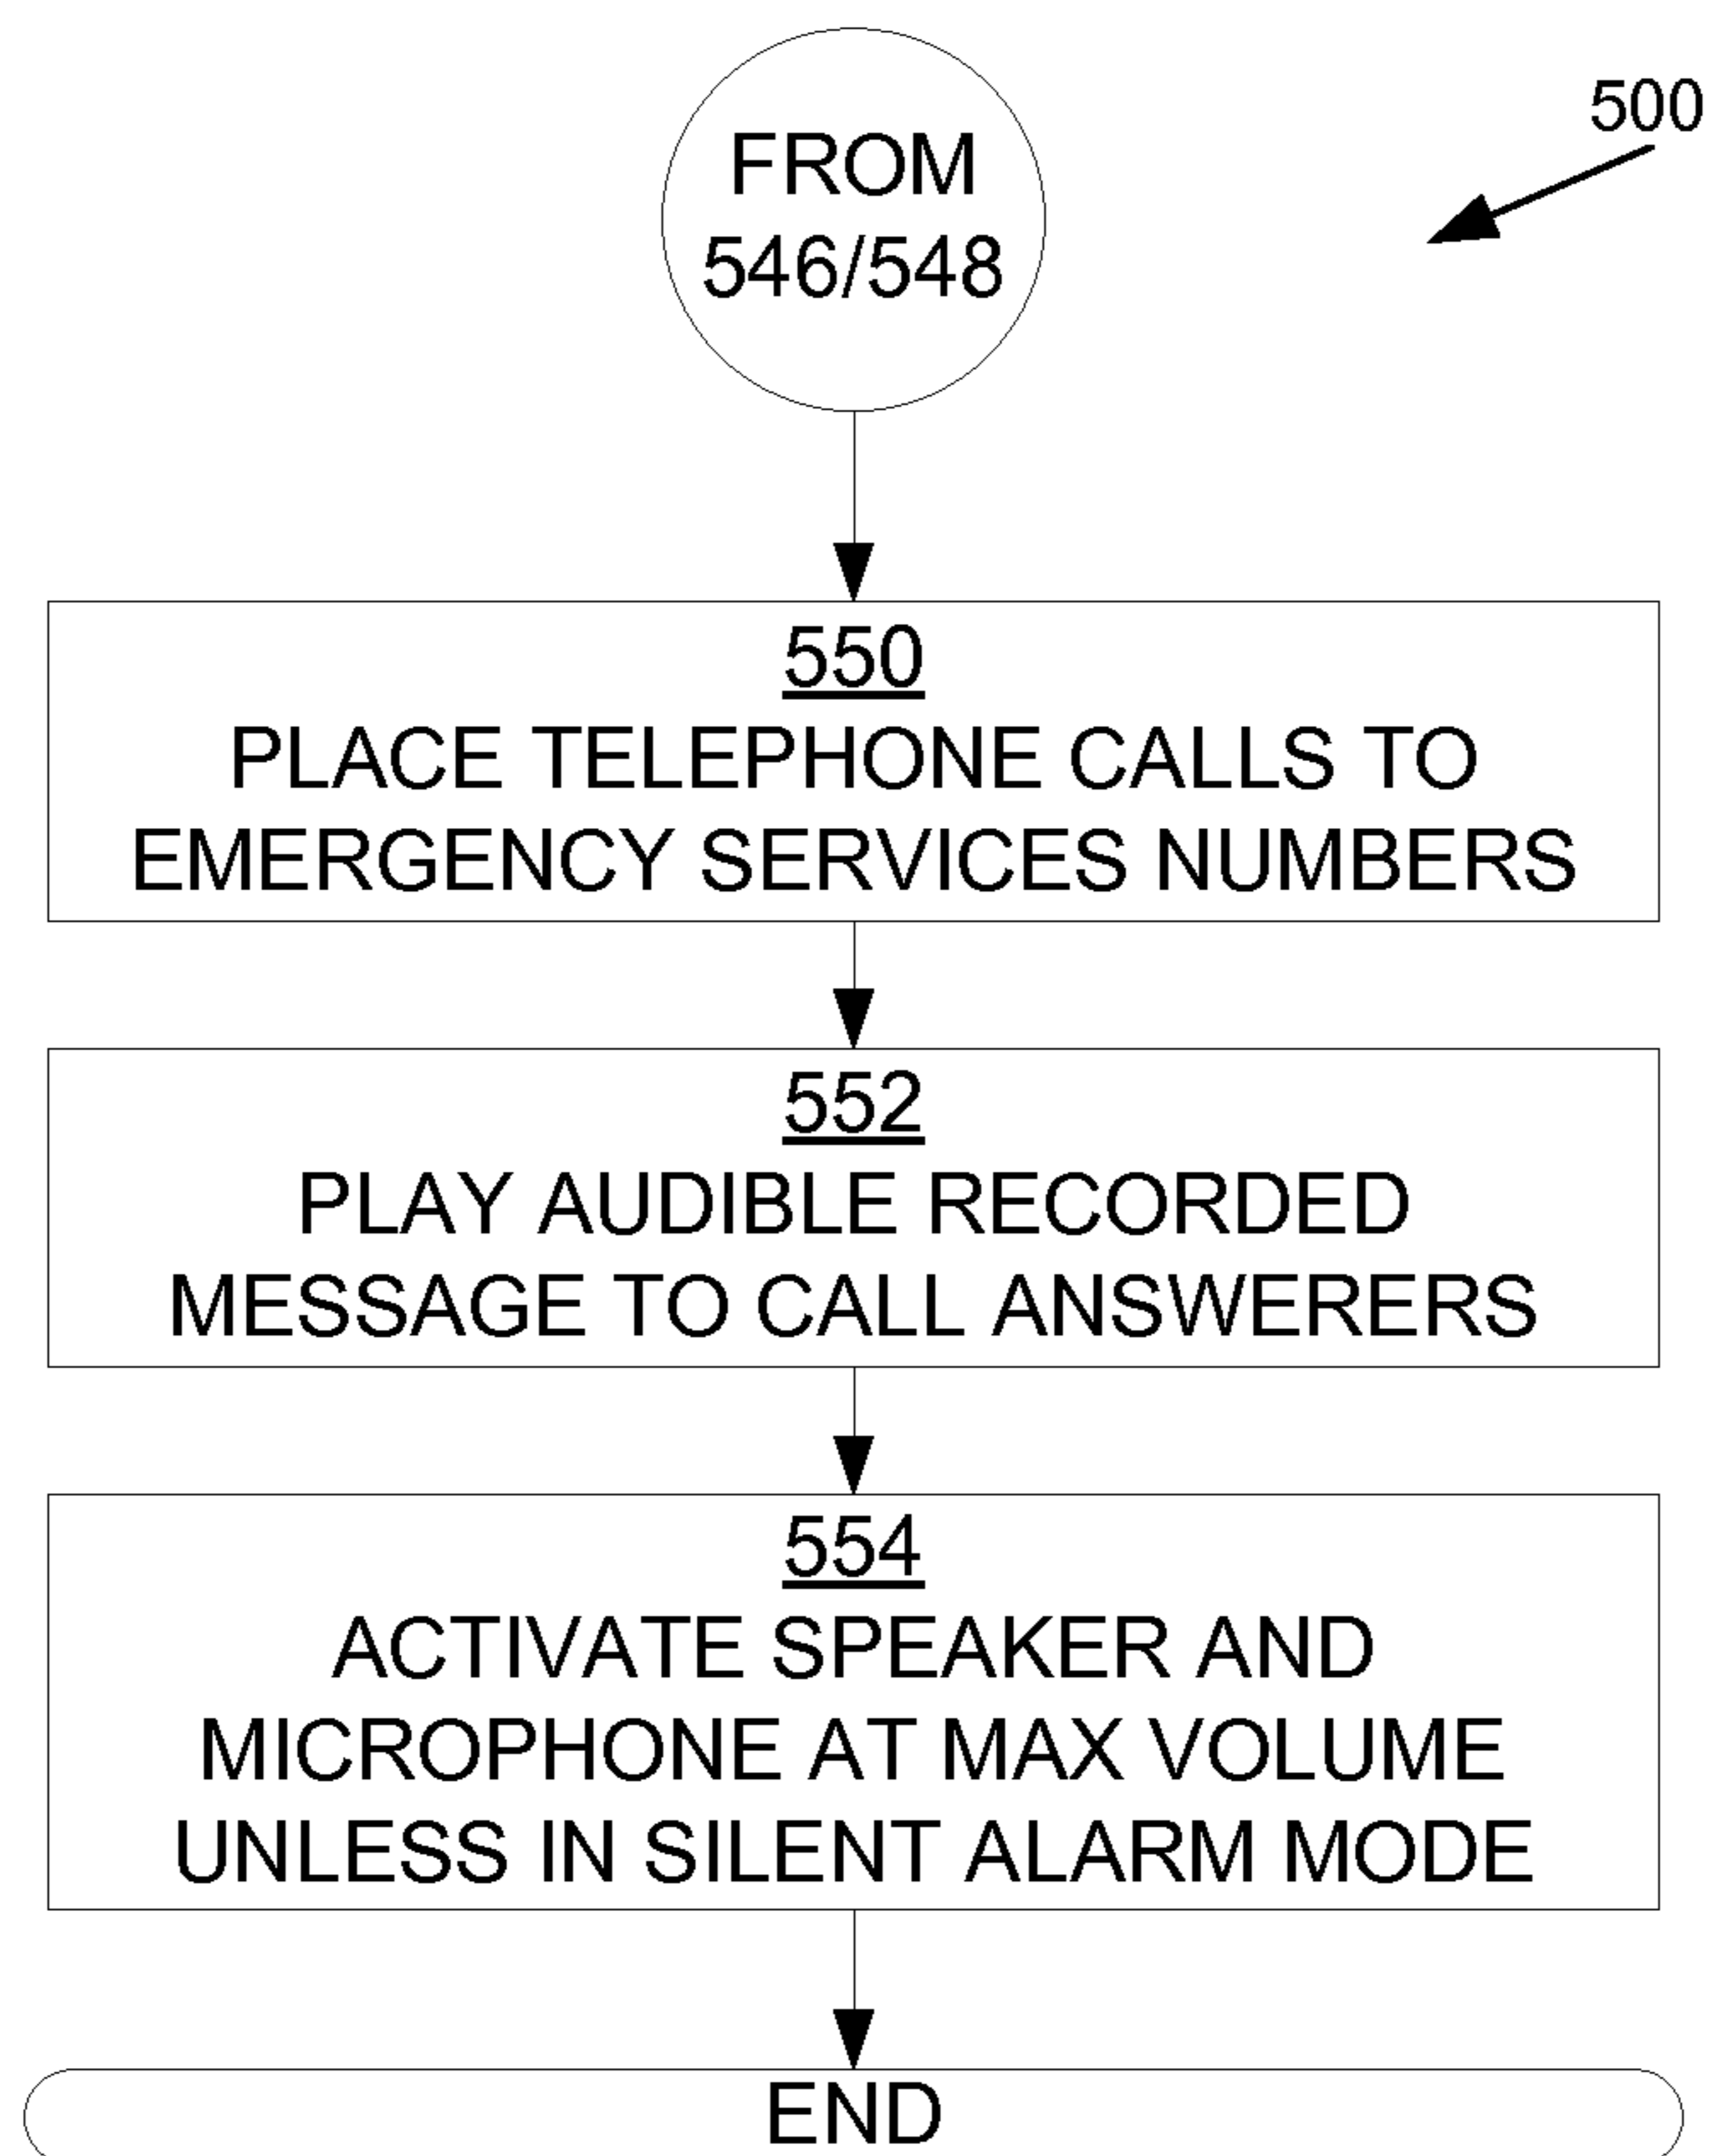 500
FROM
546/548
550
PLACE TELEPHONE CALLS TO
EMERGENCY SERVICES NUMBERS
552
PLAY AUDIBLE RECORDED
MESSAGE TO CALL ANSWERERS
554
ACTIVATE SPEAKER AND
MICROPHONE AT MAX VOLUME
UNLESS IN SILENT ALARM MODE
END